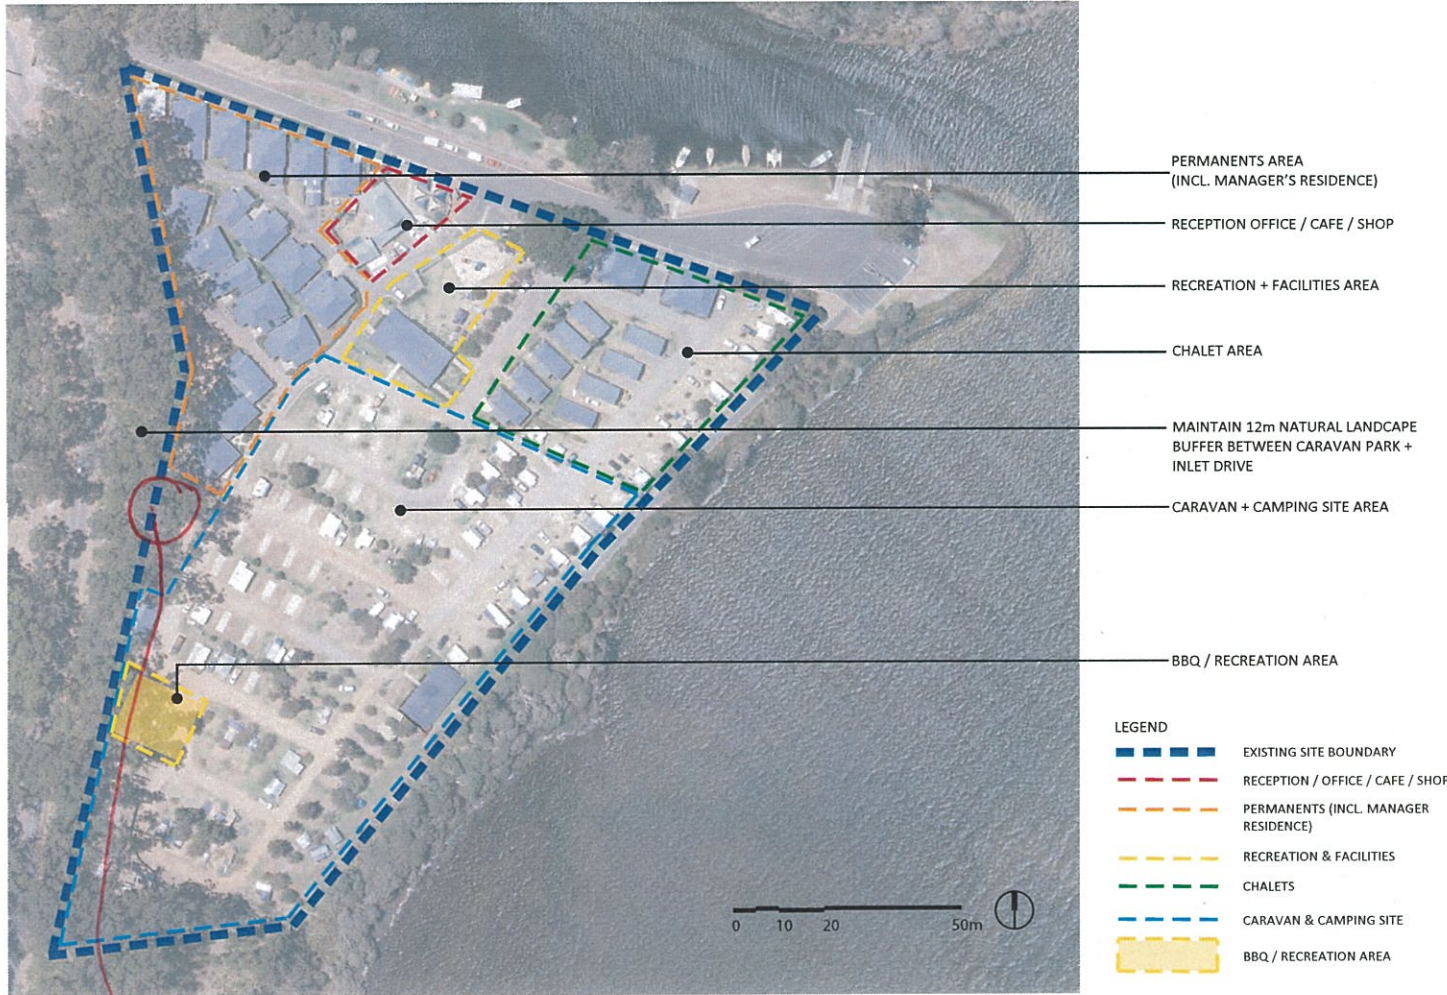 PERMANENTS AREA
(INCL. MANAGER'S RESIDENCE)
RECEPTION OFFICE / CAFE / SHOP
RECREATION + FACILITIES AREA
CHALET AREA
MAINTAIN 12m NATURAL LANDCAPE
BUFFER BETWEEN CARAVAN PARK +
INLET DRIVE
CARAVAN + CAMPING SITE AREA
BBQ / RECREATION AREA
LEGEND
EXISTING SITE BOUNDARY
RECEPTION / OFFICE / CAFE / SHOP
PERMANENTS (INCL. MANAGER
RESIDENCE)
RECREATION & FACILITIES
CHALETS
CARAVAN & CAMPING SITE
BBQ / RECREATION AREA
0 10 20 50m